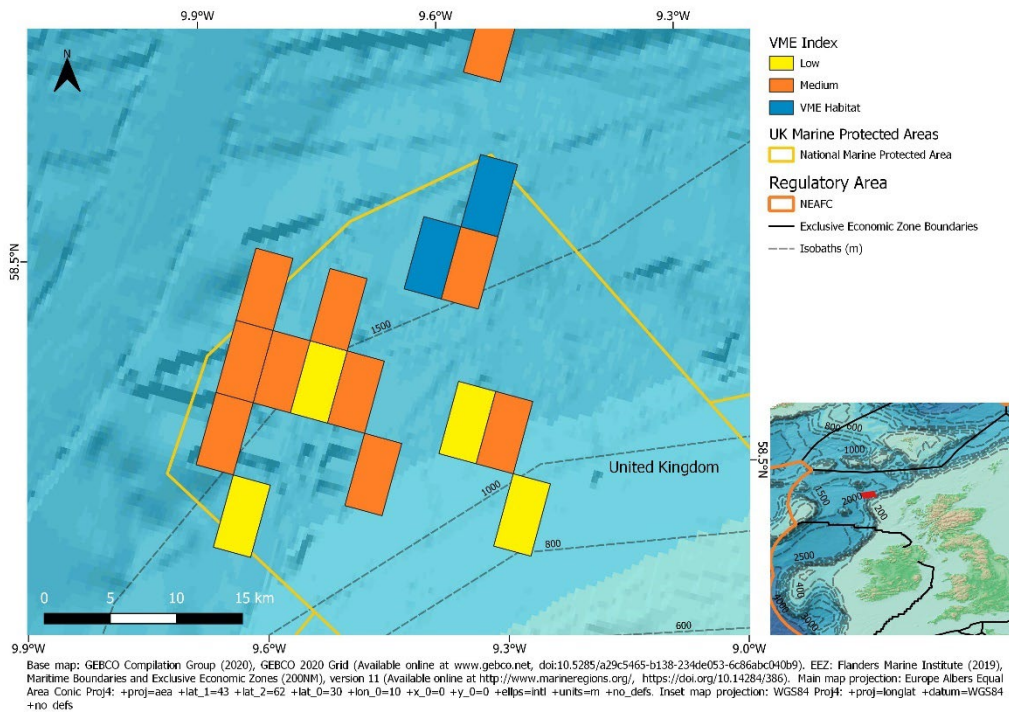 9.9°W 9.6°W 9.3°W
N
58.5°N
1500
1000
800
600
United Kingdom
58.5°N
0 5 10 15 km
9.9°W 9.6°W 9.3°W 9.0°W
VME Index
Low
Medium
VME Habitat
UK Marine Protected Areas
National Marine Protected Area
Regulatory Area
NEAFC
Exclusive Economic Zone Boundaries
Isobaths (m)
800
600
1000
1500
2000
200
2500
400
3000
Base map: GEBCO Compilation Group (2020), GEBCO 2020 Grid (Available online at www.gebco.net, doi:10.5285/a29c5465-b138-234de053-6c86abc040b9). EEZ: Flanders Marine Institute (2019),
Maritime Boundaries and Exclusive Economic Zones (200NM), version 11 (Available online at http://www.marineregions.org/, https://doi.org/10.14284/386). Main map projection: Europe Albers Equal
Area Conic Proj4: +proj=aea +lat_1=43 +lat_2=62 +lat_0=30 +lon_0=10 +x_0=0 +y_0=0 +ellps=intl +units=m +no_defs. Inset map projection: WGS84 Proj4: +proj=longlat +datum=WGS84
+no_defs